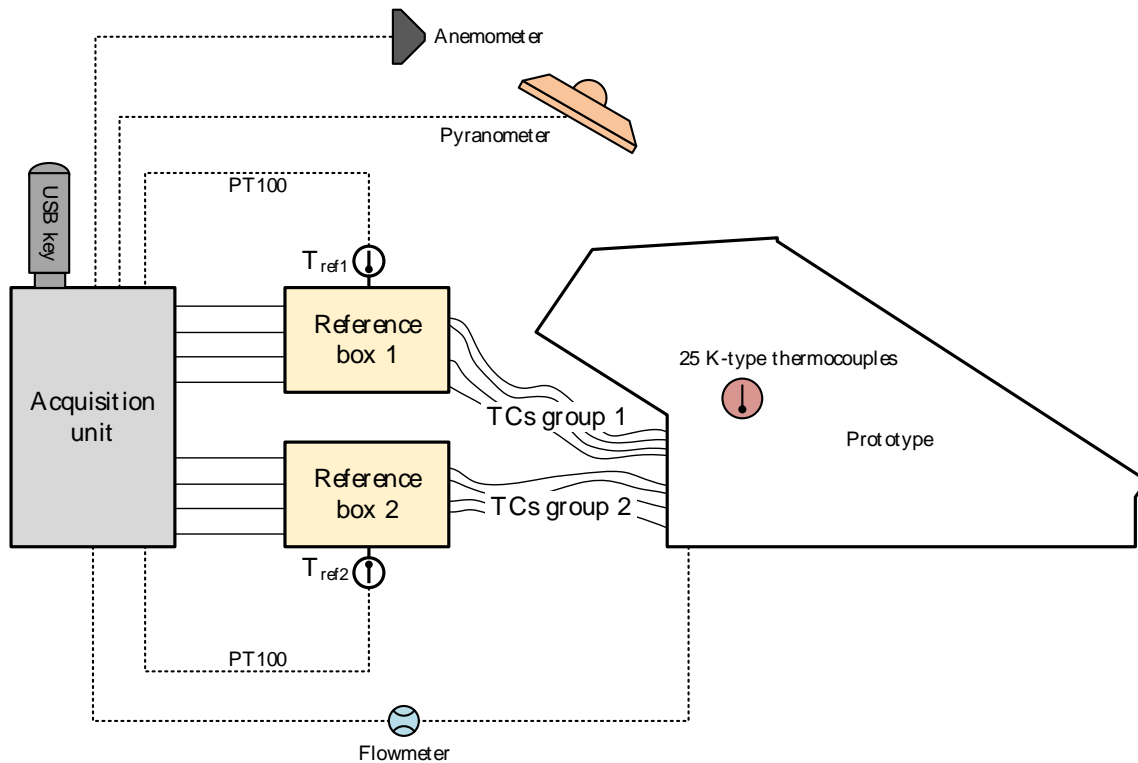 Anemometer
Pyranometer
PT100
USB key
Tref1
Reference
box 1
25 K-type thermocouples
Acquisition
unit
TCs group 1
Prototype
Reference
box 2
TCs group 2
Tref2
PT100
Flowmeter